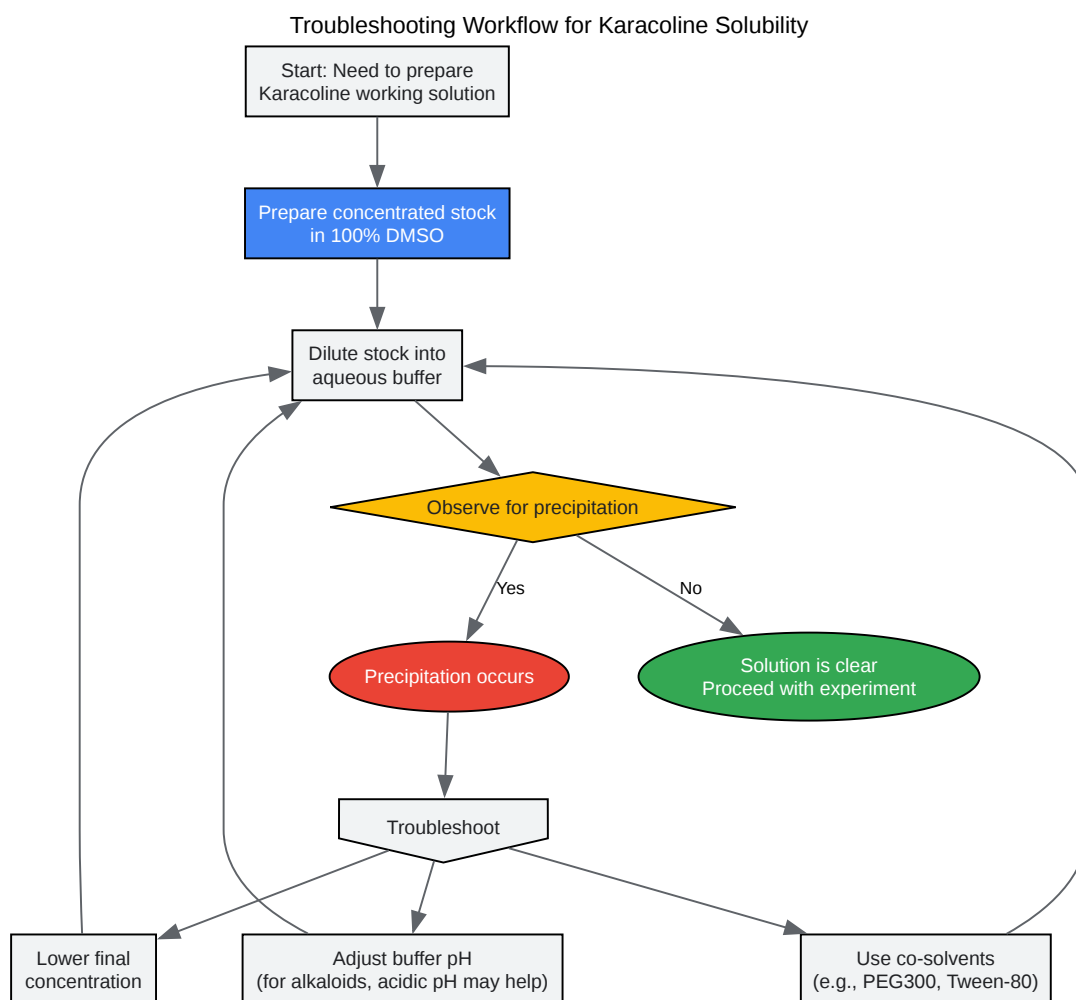 Troubleshooting Workflow for Karacoline Solubility
Start: Need to prepare
Karacoline working solution
Prepare concentrated stock
in 100% DMSO
Dilute stock into
aqueous buffer
Observe for precipitation
Yes
No
Precipitation occurs
Solution is clear
Proceed with experiment
Troubleshoot
Lower final
concentration
Adjust buffer pH
(for alkaloids, acidic pH may help)
Use co-solvents
(e.g., PEG300, Tween-80)